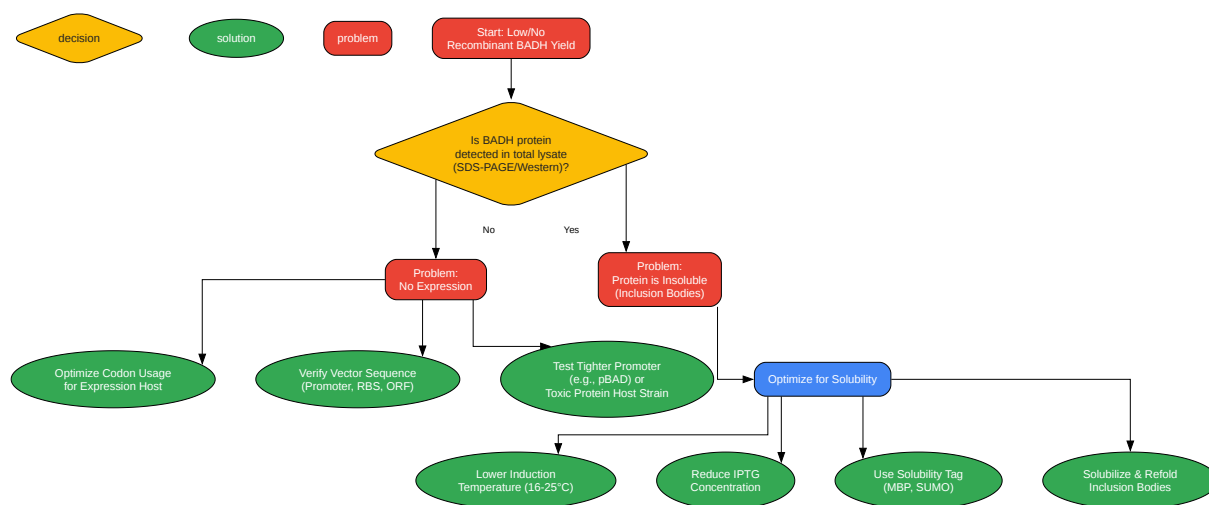 decision
solution
problem
Start: Low/No
Recombinant BADH Yield
Is BADH protein
detected in total lysate
(SDS-PAGE/Western)?
No
Yes
Problem:
No Expression
Problem:
Protein is Insoluble
(Inclusion Bodies)
Optimize Codon Usage
for Expression Host
Verify Vector Sequence
(Promoter, RBS, ORF)
Test Tighter Promoter
(e.g., pBAD) or
Toxic Protein Host Strain
Optimize for Solubility
Lower Induction
Temperature (16-25°C)
Reduce IPTG
Concentration
Use Solubility Tag
(MBP, SUMO)
Solubilize & Refold
Inclusion Bodies